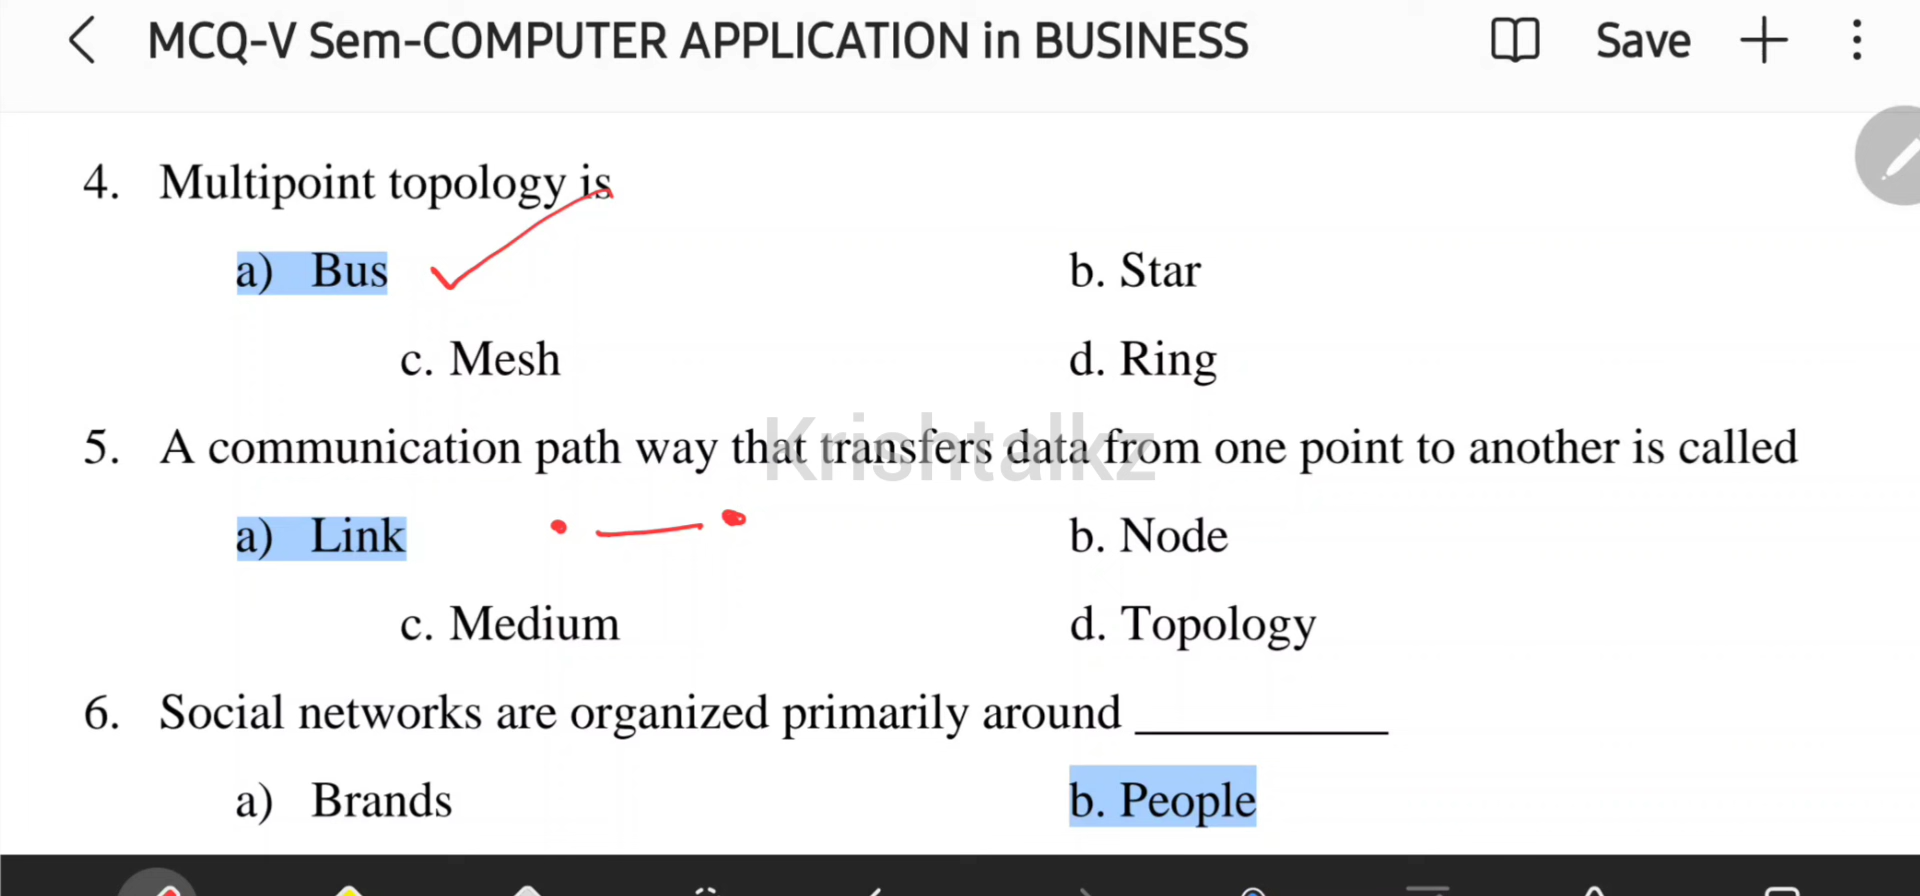 MCQ-V Sem-COMPUTER APPLICATION in BUSINESS Save
4. Multipoint topology is
a) Bus b. Star
c. Mesh d. Ring
5. A communication path way that transfers data from one point to another is called
Krishtalkz
a) Link b. Node
c. Medium d. Topology
6. Social networks are organized primarily around __________
a) Brands b. People